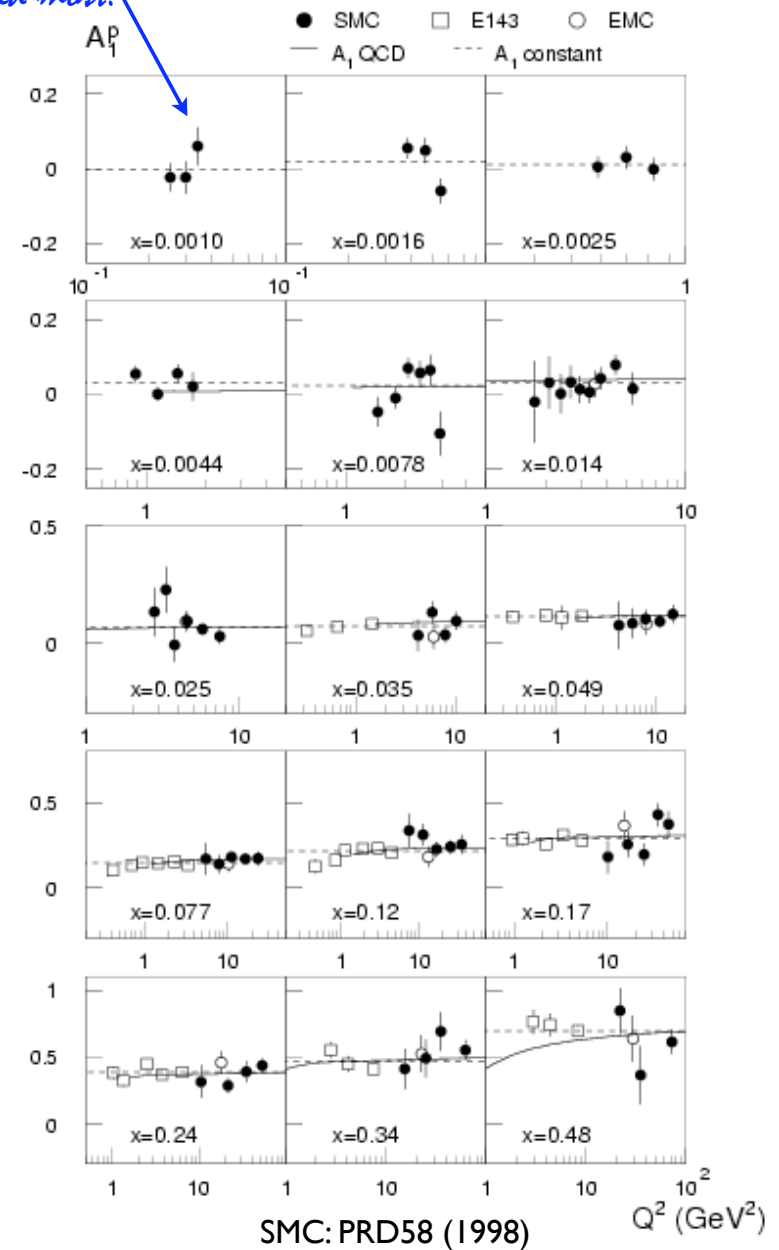 most.
SMC E143 EMC
A₁ᵖ
A₁ QCD A₁ constant
0.2
0
-0.2
x=0.0010 x=0.0016 x=0.0025
10⁻¹ 10⁻¹ 1
0.2
0
-0.2
x=0.0044 x=0.0078 x=0.014
1 1 1 10
0.5
0
x=0.025 x=0.035 x=0.049
1 10 1 10 1 10
0.5
0
x=0.077 x=0.12 x=0.17
1 10 1 10 1 10
1
0.5
0
x=0.24 x=0.34 x=0.48
1 10 1 10 1 10 10²
Q² (GeV²)
SMC: PRD58 (1998)